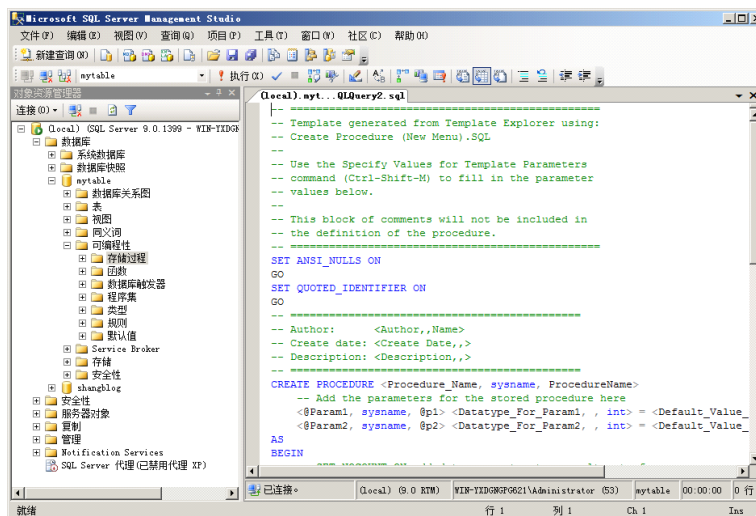 Microsoft SQL Server Management Studio
文件(F) 编辑(E) 视图(V) 查询(Q) 项目(P) 工具(T) 窗口(W) 社区(C) 帮助(H)
新建查询(N)
mytable 执行(X)
对象资源管理器
连接(O)
(local) (SQL Server 9.0.1399 - WIN-YXDGN
数据库
系统数据库
数据库快照
mytable
数据库关系图
表
视图
同义词
可编程性
存储过程
函数
数据库触发器
程序集
类型
规则
默认值
Service Broker
存储
安全性
shangblog
安全性
服务器对象
复制
管理
Notification Services
SQL Server 代理(已禁用代理 XP)
(local).myt...QLQuery2.sql
-- ================================================
-- Template generated from Template Explorer using:
-- Create Procedure (New Menu).SQL
--
-- Use the Specify Values for Template Parameters
-- command (Ctrl-Shift-M) to fill in the parameter
-- values below.
--
-- This block of comments will not be included in
-- the definition of the procedure.
-- ================================================
SET ANSI_NULLS ON
GO
SET QUOTED_IDENTIFIER ON
GO
-- =============================================
-- Author: <Author,,Name>
-- Create date: <Create Date,,>
-- Description: <Description,,>
-- =============================================
CREATE PROCEDURE <Procedure_Name, sysname, ProcedureName>
-- Add the parameters for the stored procedure here
<@Param1, sysname, @p1> <Datatype_For_Param1, , int> = <Default_Value_
<@Param2, sysname, @p2> <Datatype_For_Param2, , int> = <Default_Value_
AS
BEGIN
已连接。 (local) (9.0 RTM) WIN-YXDGNGPG621\Administrator (53) mytable 00:00:00 0 行
就绪 行 1 列 1 Ch 1 Ins